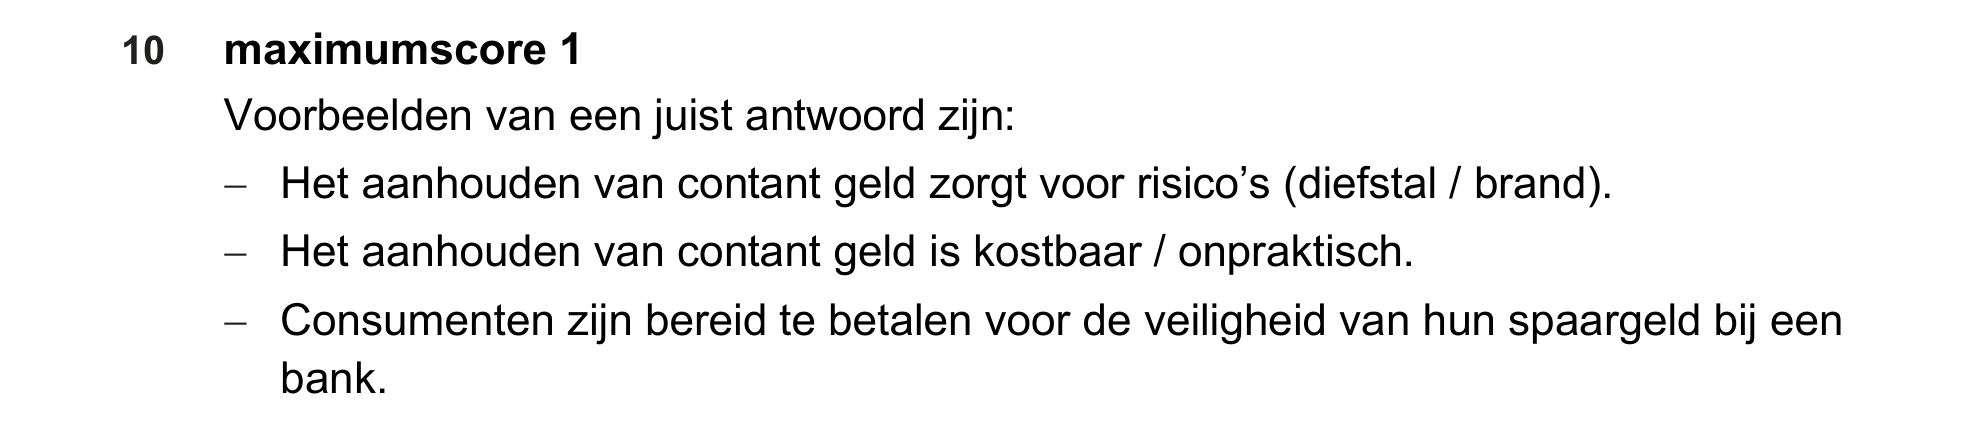 10 maximumscore 1
Voorbeelden van een juist antwoord zijn:
– Het aanhouden van contant geld zorgt voor risico’s (diefstal / brand).
– Het aanhouden van contant geld is kostbaar / onpraktisch.
– Consumenten zijn bereid te betalen voor de veiligheid van hun spaargeld bij een
bank.